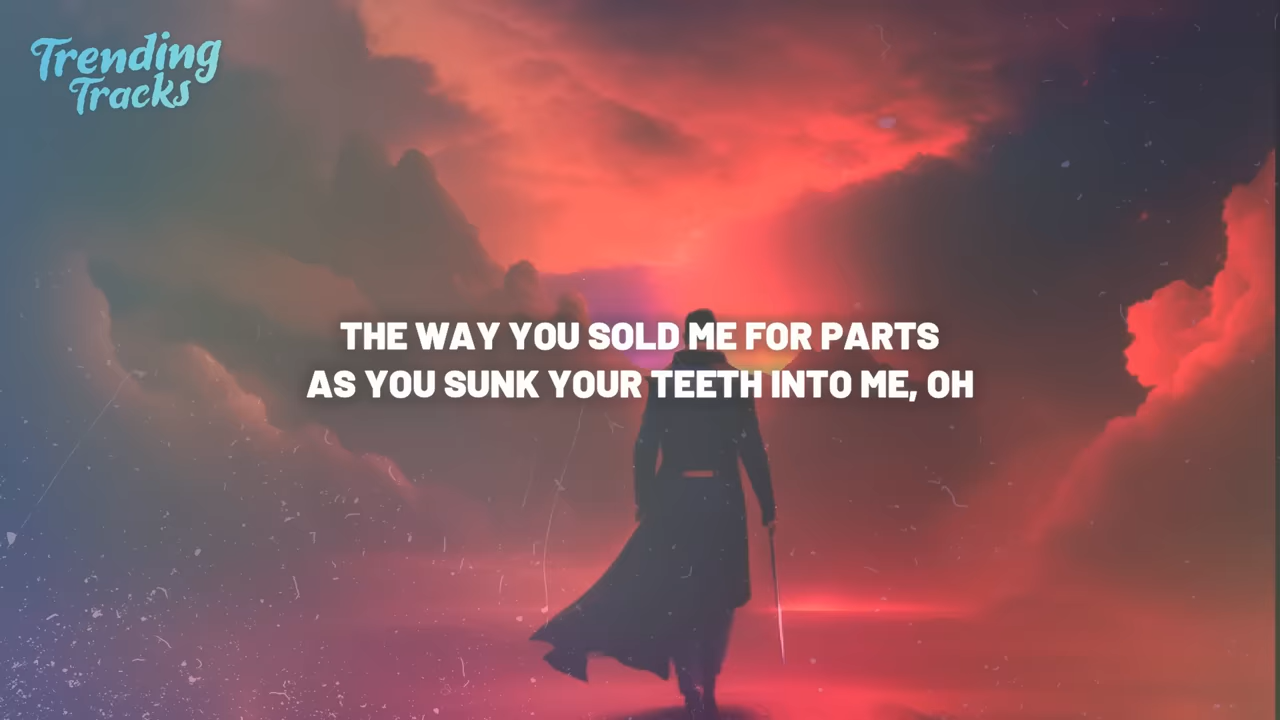 Trending
Tracks
THE WAY YOU SOLD ME FOR PARTS
AS YOU SUNK YOUR TEETH INTO ME, OH